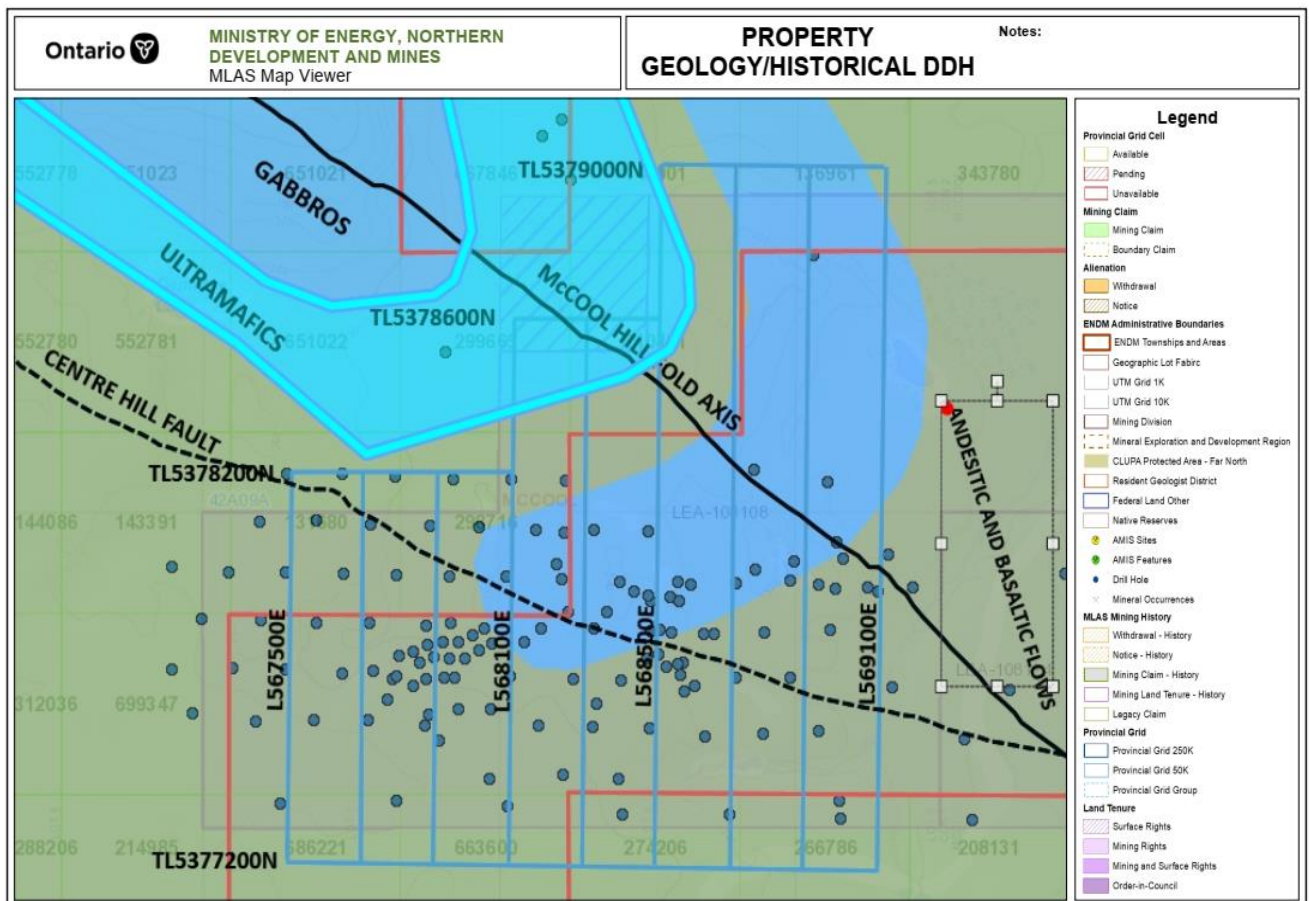 Ontario
MINISTRY OF ENERGY, NORTHERN
DEVELOPMENT AND MINES
MLAS Map Viewer
PROPERTY
GEOLOGY/HISTORICAL DDH
Notes:
552778
651021
TL5379000N
136961
343780
GABBROS
ULTRAMAFICS
McCOOL HILL FOLD AXIS
TL5378600N
552780
552781
651022
CENTRE HILL FAULT
ANDESITIC AND BASALTIC FLOWS
TL5378200N
42A09A
MCCOOL
144086
143391
L567500E
L568100E
L568500E
L569100E
312036
699347
288206
214985
686221
663600
274206
266786
208131
TL5377200N
Legend
Provincial Grid Cell
Available
Pending
Unavailable
Mining Claim
Mining Claim
Boundary Claim
Alienation
Withdrawal
Notice
ENDM Administrative Boundaries
ENDM Townships and Areas
Geographic Lot Fabirc
UTM Grid 1K
UTM Grid 10K
Mining Division
Mineral Exploration and Development Region
CLUPA Protected Area - Far North
Resident Geologist District
Federal Land Other
Native Reserves
AMIS Sites
AMIS Features
Drill Hole
Mineral Occurrences
MLAS Mining History
Withdrawal - History
Notice - History
Mining Claim - History
Mining Land Tenure - History
Legacy Claim
Provincial Grid
Provincial Grid 250K
Provincial Grid 50K
Provincial Grid Group
Land Tenure
Surface Rights
Mining Rights
Mining and Surface Rights
Order-in-Council